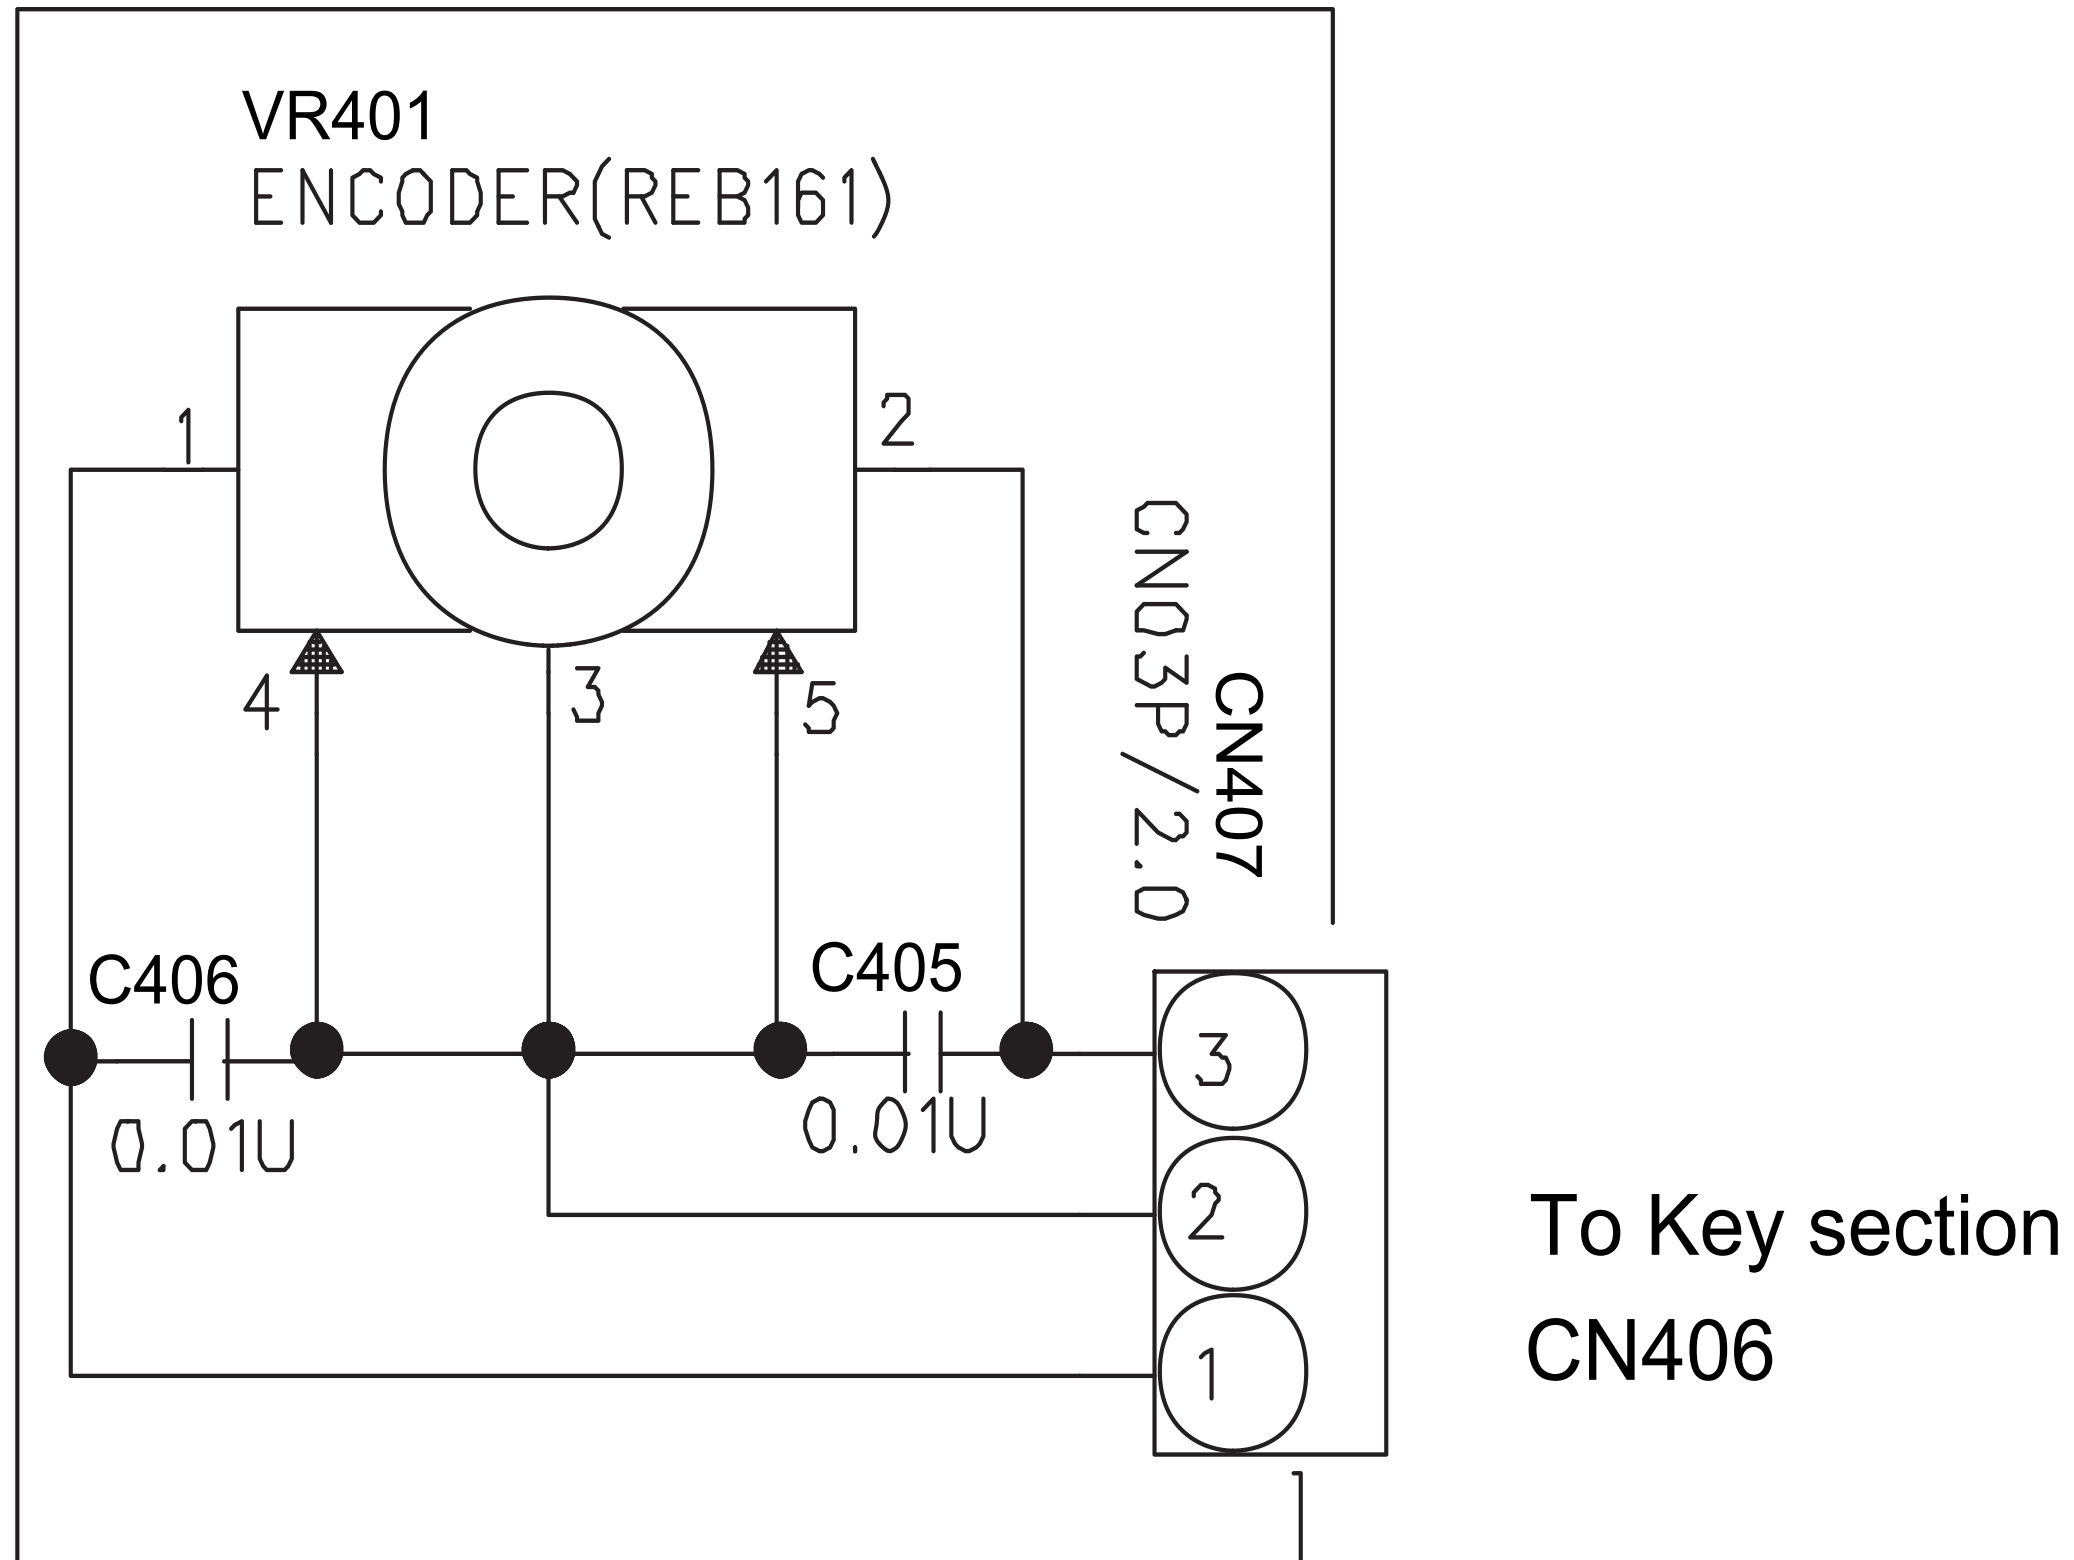 VR401
ENCODER(REB161)
1
2
4
3
5
CN03P/2.0
CN407
C406
C405
0.01U
0.01U
3
2
1
To Key section
CN406